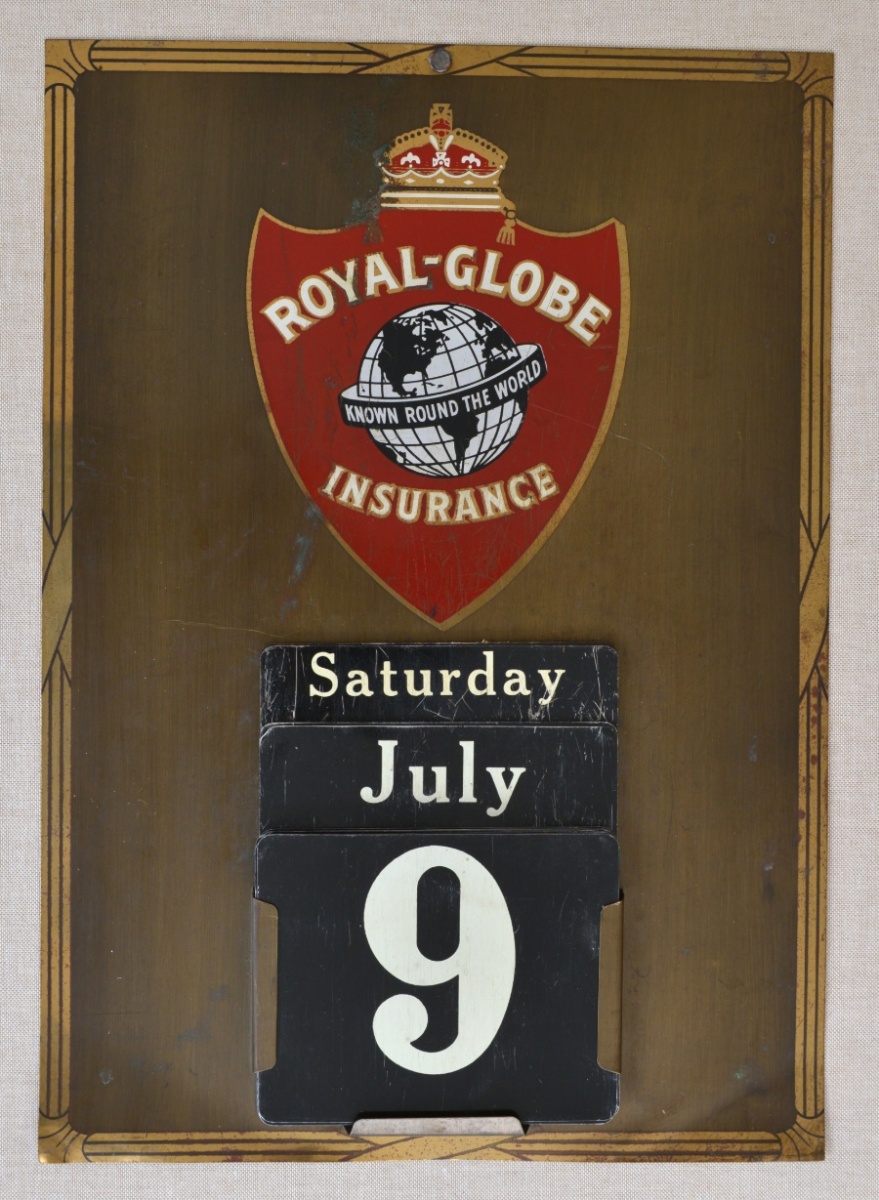 ROYAL-GLOBE
KNOWN ROUND THE WORLD
INSURANCE
Saturday
July
9